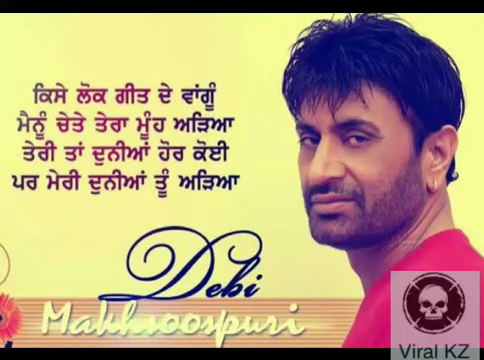 ਕਿਸੇ ਲੋਕ ਗੀਤ ਦੇ ਵਾਂਗੂੰ
ਮੈਨੂੰ ਚੇਤੇ ਤੇਰਾ ਮੂੰਹ ਅੜਿਆ
ਤੇਰੀ ਤਾਂ ਦੁਨੀਆਂ ਹੋਰ ਕੋਈ
ਪਰ ਮੇਰੀ ਦੁਨੀਆਂ ਤੂੰ ਅੜਿਆ
Debi
Makhsoospuri
Viral KZ